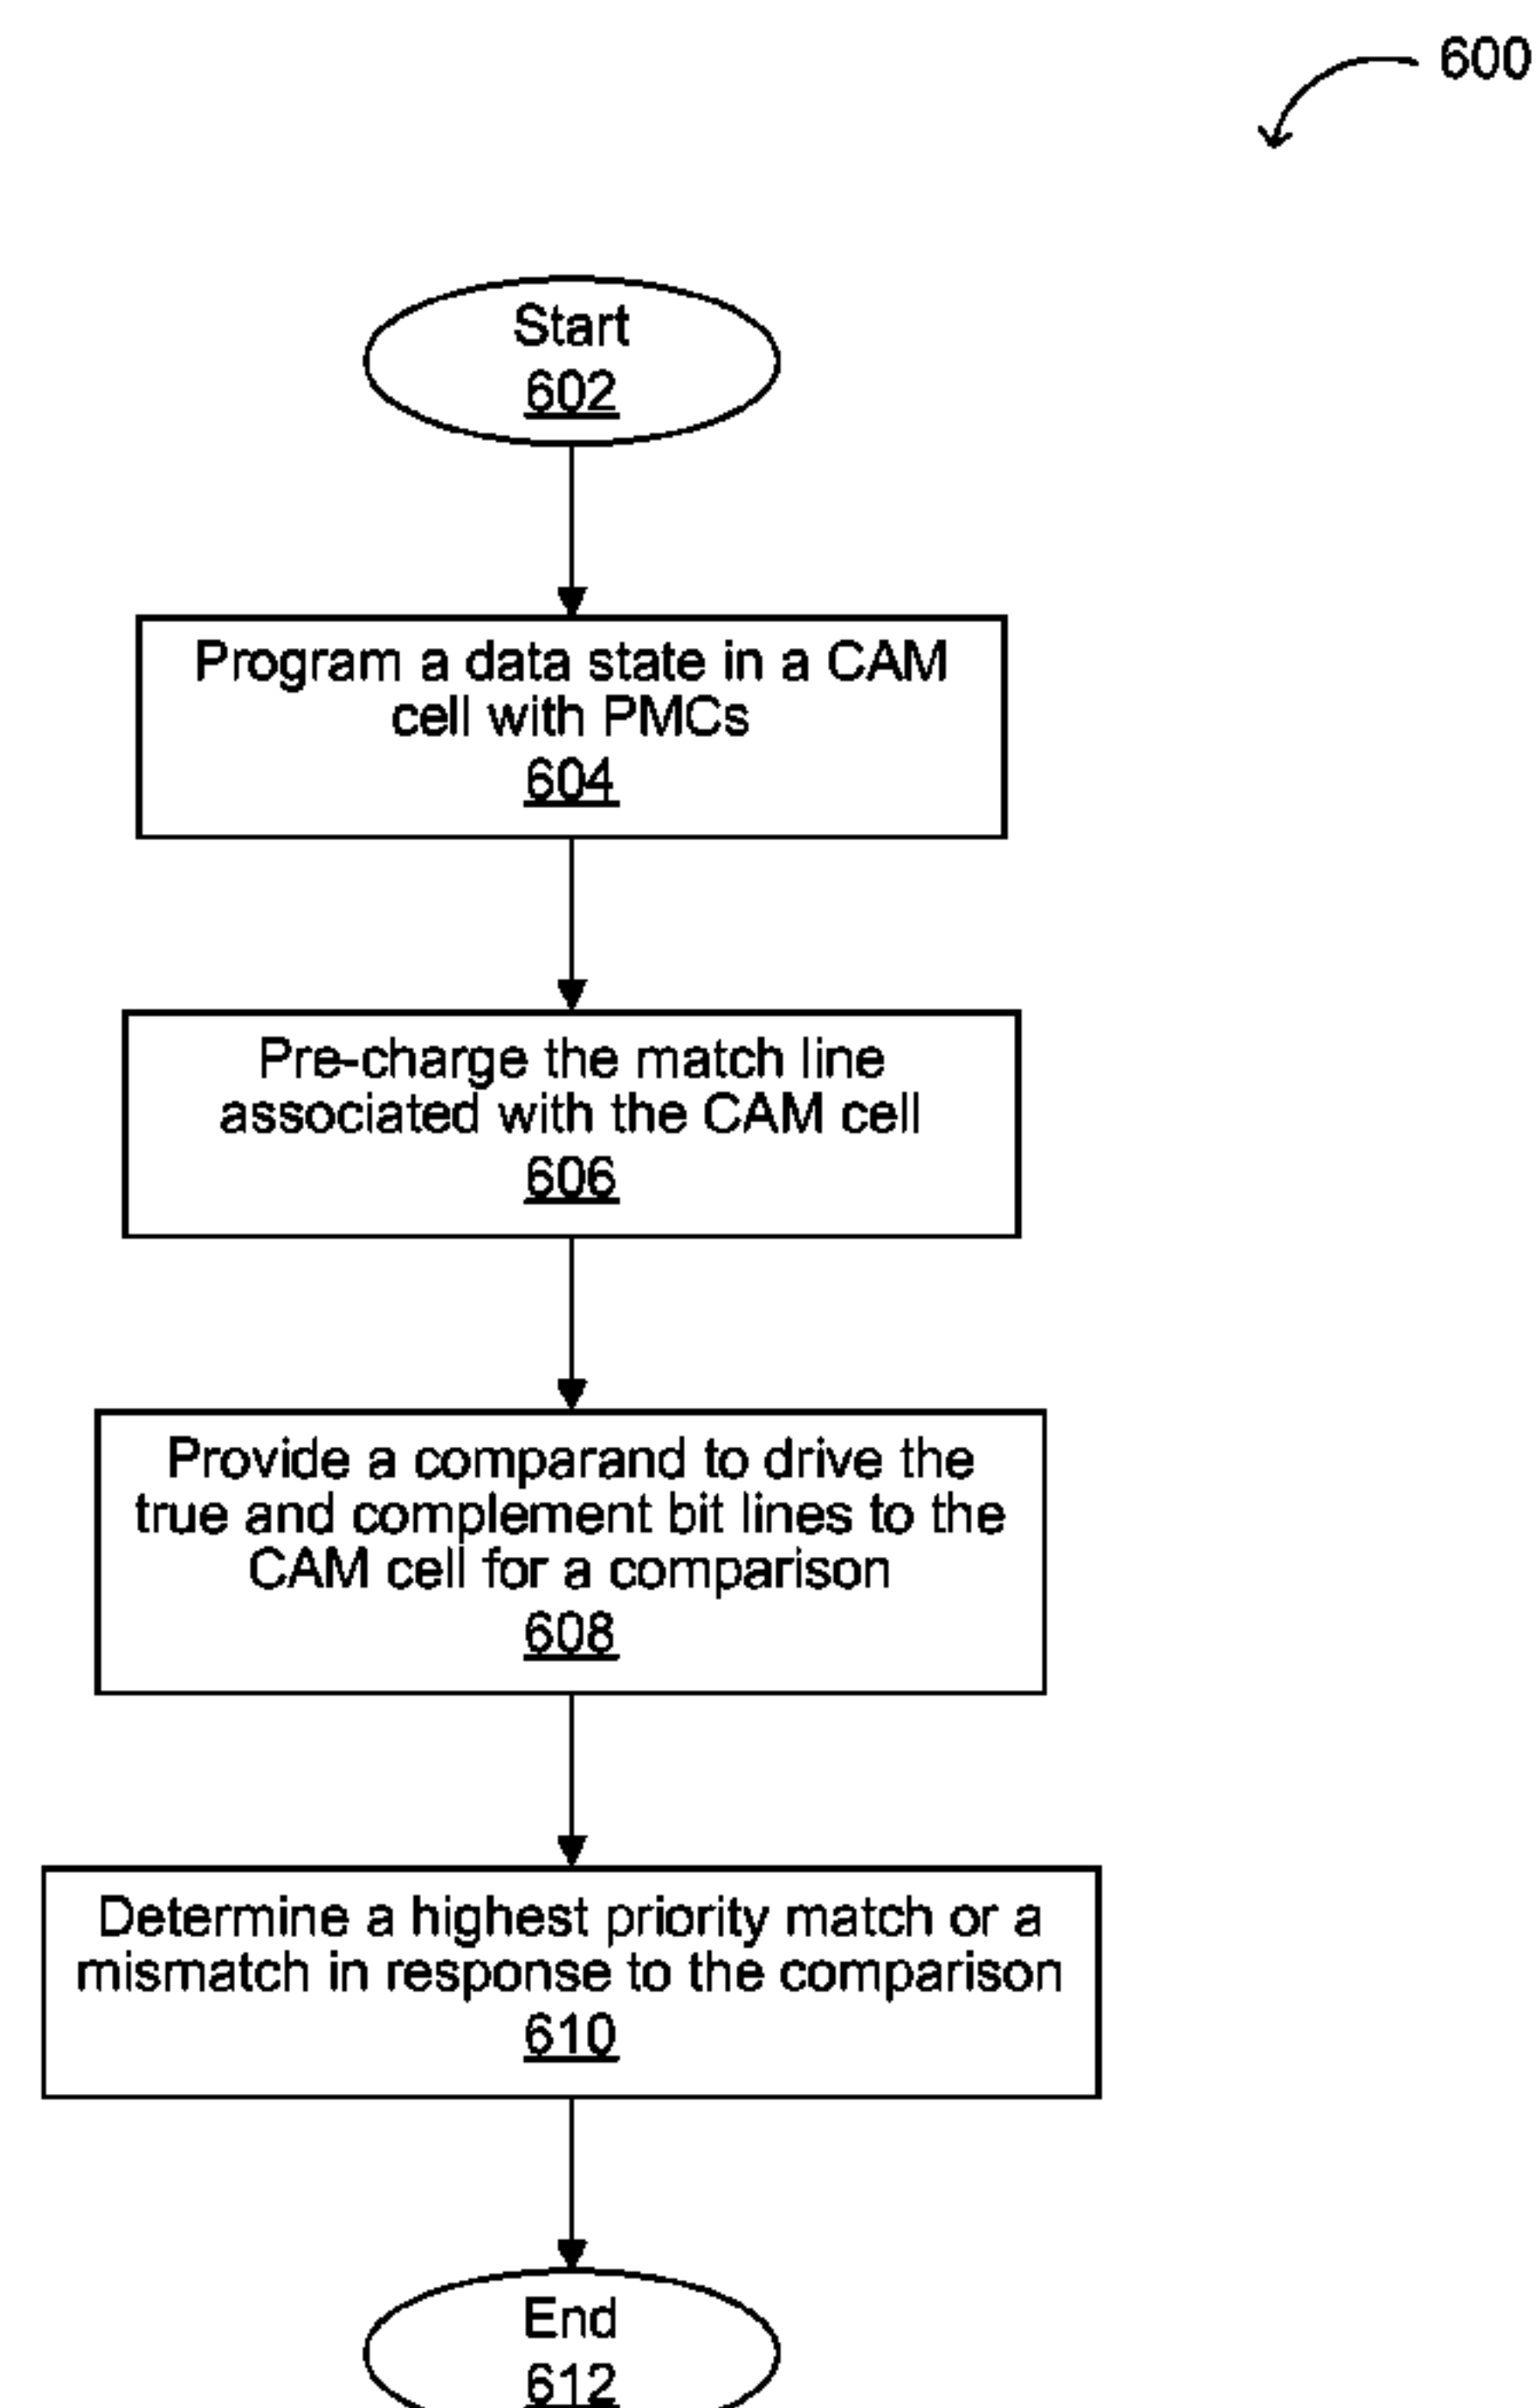 600
Start
602
Program a data state in a CAM
cell with PMCs
604
Pre-charge the match line
associated with the CAM cell
606
Provide a comparand to drive the
true and complement bit lines to the
CAM cell for a comparison
608
Determine a highest priority match or a
mismatch in response to the comparison
610
End
612